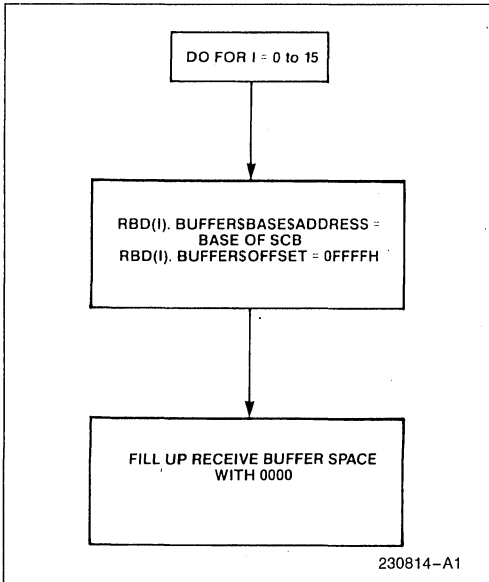 DO FOR I = 0 to 15
RBD(I). BUFFER$BASE$ADDRESS =
BASE OF SCB
RBD(I). BUFFER$OFFSET = 0FFFFH
FILL UP RECEIVE BUFFER SPACE
WITH 0000
230814–A1